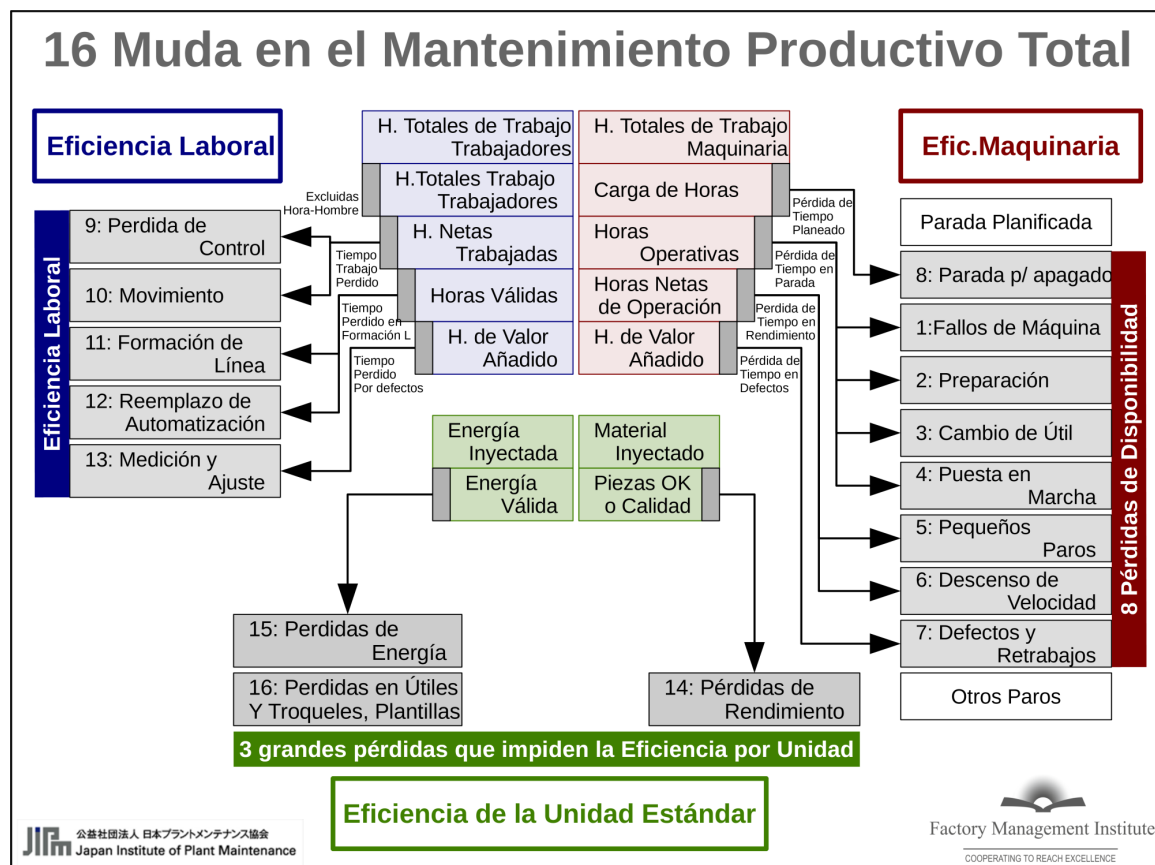 16 Muda en el Mantenimiento Productivo Total
Eficiencia Laboral
H. Totales de Trabajo
Trabajadores
H. Totales de Trabajo
Maquinaria
Efic.Maquinaria
H.Totales Trabajo
Trabajadores
Carga de Horas
Excluidas
Hora-Hombre
Pérdida de
Tiempo
Planeado
Eficiencia Laboral
9: Perdida de
Control
H. Netas
Trabajadas
Horas
Operativas
Parada Planificada
Tiempo
Trabajo
Perdido
Pérdida de
Tiempo en
Parada
8: Parada p/ apagado
10: Movimiento
Horas Válidas
Horas Netas
de Operación
1:Fallos de Máquina
Tiempo
Perdido en
Formación L
Perdida de
Tiempo en
Rendimiento
11: Formación de
Línea
H. de Valor
Añadido
H. de Valor
Añadido
Tiempo
Perdido
Por defectos
Pérdida de
Tiempo en
Defectos
2: Preparación
12: Reemplazo de
Automatización
3: Cambio de Útil
13: Medición y
Ajuste
Energía
Inyectada
Material
Inyectado
4: Puesta en
Marcha
Energía
Válida
Piezas OK
o Calidad
5: Pequeños
Paros
6: Descenso de
Velocidad
7: Defectos y
Retrabajos
8 Pérdidas de Disponibilidad
Otros Paros
15: Perdidas de
Energía
16: Perdidas en Útiles
Y Troqueles, Plantillas
14: Pérdidas de
Rendimiento
3 grandes pérdidas que impiden la Eficiencia por Unidad
Eficiencia de la Unidad Estándar
JIPM
公益社団法人 日本プラントメンテナンス協会
Japan Institute of Plant Maintenance
Factory Management Institute
COOPERATING TO REACH EXCELLENCE